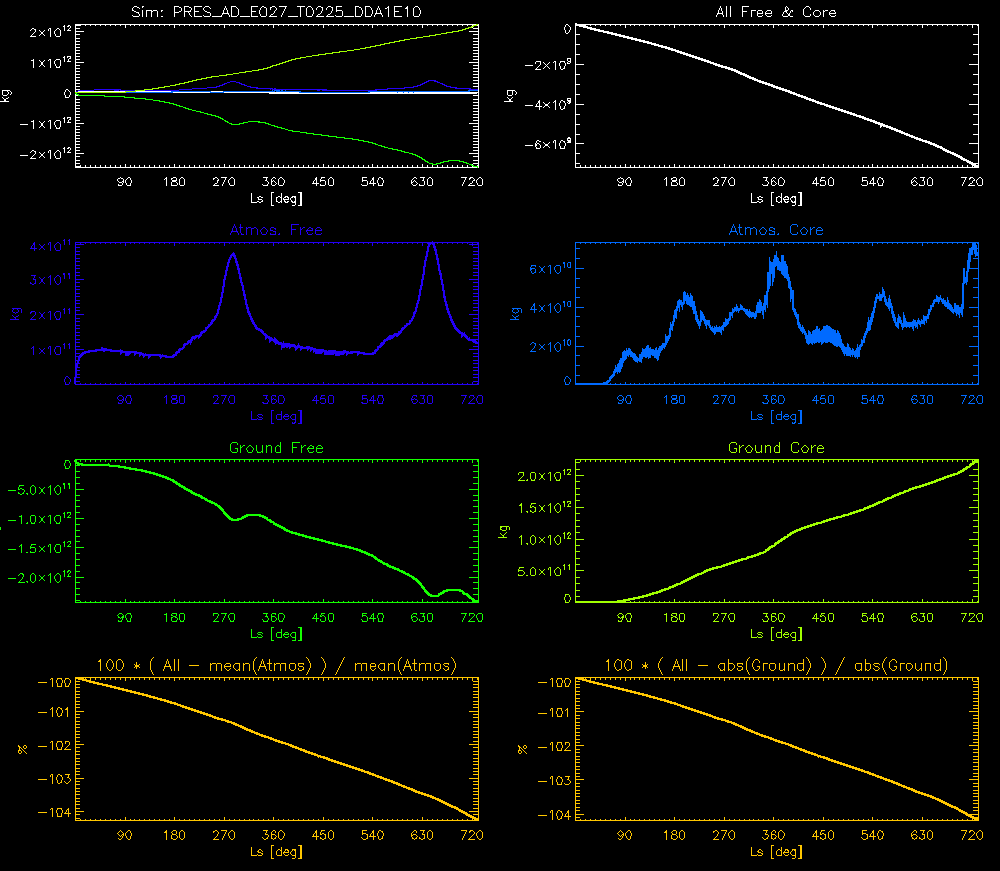 Sim: PRES_AD_E027_T0225_DDA1E10
2×10¹²
1×10¹²
0
−1×10¹²
−2×10¹²
kg
90 180 270 360 450 540 630 720
Ls [deg]
All Free & Core
0
−2×10⁹
−4×10⁹
−6×10⁹
kg
90 180 270 360 450 540 630 720
Ls [deg]
Atmos. Free
4×10¹¹
3×10¹¹
2×10¹¹
1×10¹¹
0
kg
90 180 270 360 450 540 630 720
Ls [deg]
Atmos. Core
6×10¹⁰
4×10¹⁰
2×10¹⁰
0
kg
90 180 270 360 450 540 630 720
Ls [deg]
Ground Free
0
−5.0×10¹¹
−1.0×10¹²
−1.5×10¹²
−2.0×10¹²
90 180 270 360 450 540 630 720
Ls [deg]
Ground Core
2.0×10¹²
1.5×10¹²
1.0×10¹²
5.0×10¹¹
0
kg
90 180 270 360 450 540 630 720
Ls [deg]
100 * ( All − mean(Atmos) ) / mean(Atmos)
−100
−101
−102
−103
−104
%
90 180 270 360 450 540 630 720
Ls [deg]
100 * ( All − abs(Ground) ) / abs(Ground)
−100
−101
−102
−103
−104
%
90 180 270 360 450 540 630 720
Ls [deg]